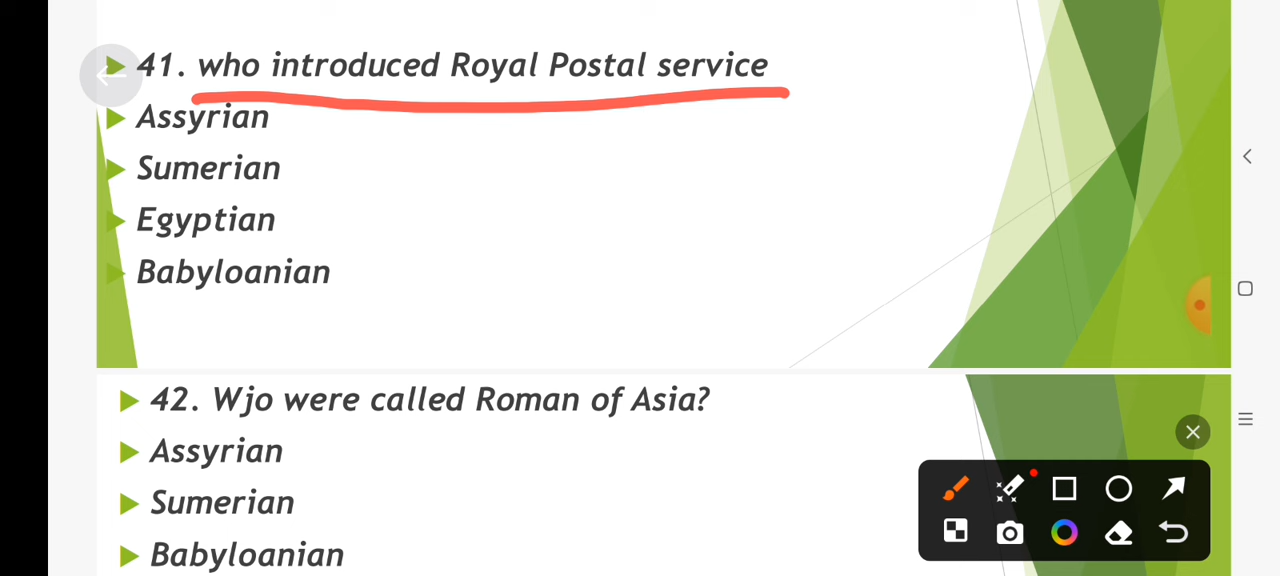 41. who introduced Royal Postal service
Assyrian
Sumerian
Egyptian
Babyloanian
42. Wjo were called Roman of Asia?
Assyrian
Sumerian
Babyloanian